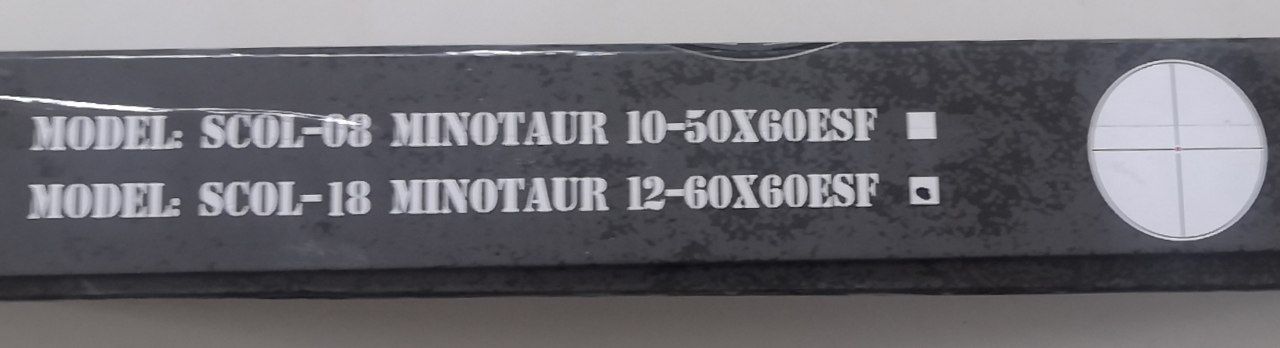 MODEL: SCOL-08 MINOTAUR 10-50X60ESF
MODEL: SCOL-18 MINOTAUR 12-60X60ESF